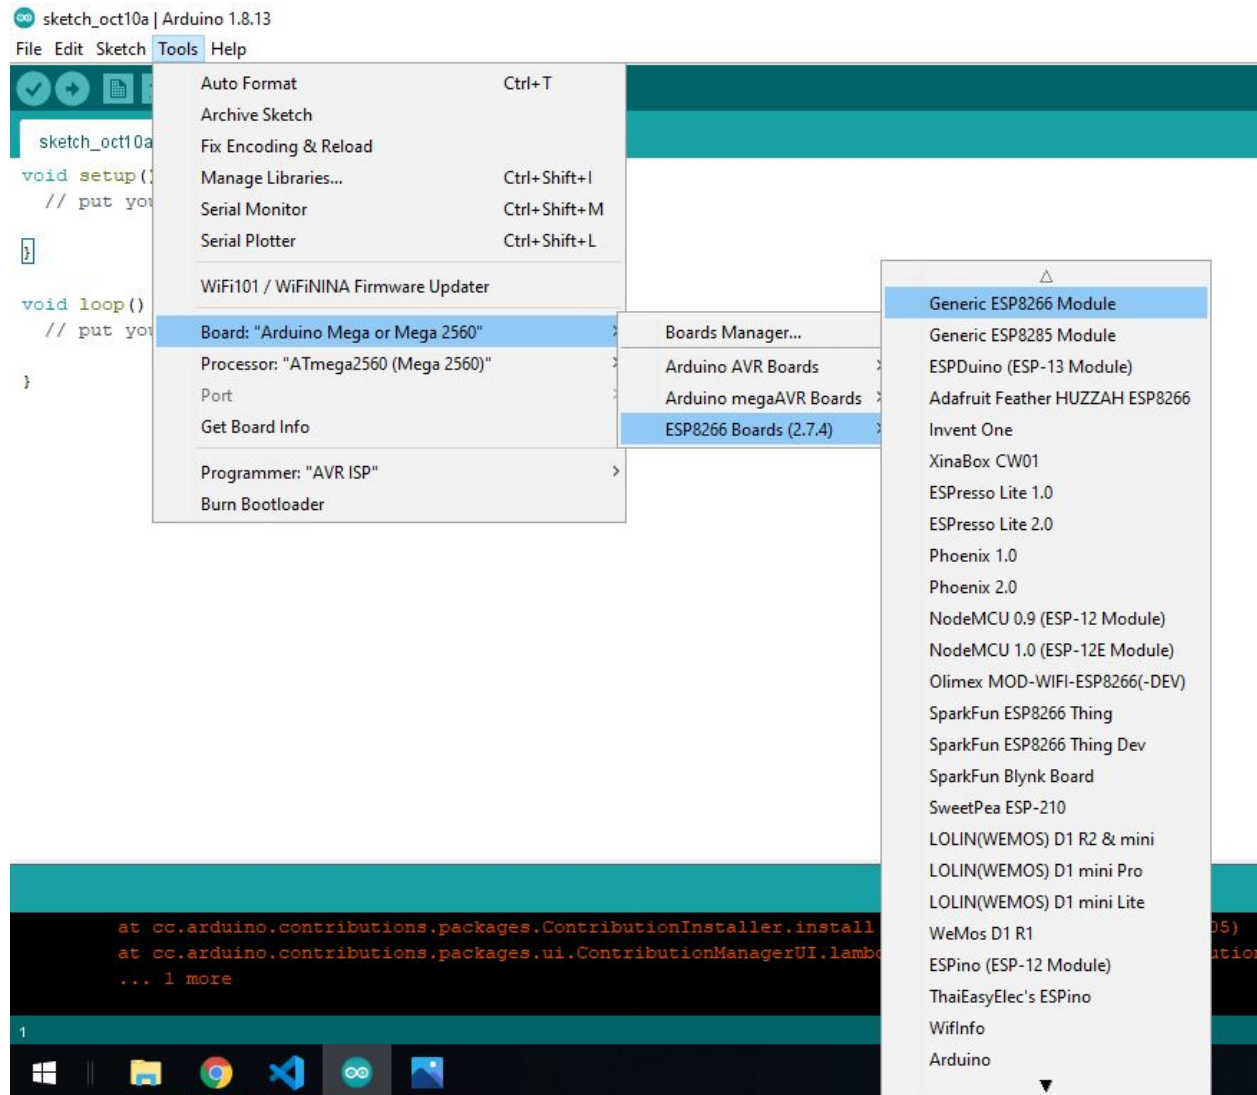 sketch_oct10a | Arduino 1.8.13
File Edit Sketch Tools Help
sketch_oct10a
void setup()
// put you
}
void loop()
// put you
}
Auto Format Ctrl+T
Archive Sketch
Fix Encoding & Reload
Manage Libraries... Ctrl+Shift+I
Serial Monitor Ctrl+Shift+M
Serial Plotter Ctrl+Shift+L
WiFi101 / WiFiNINA Firmware Updater
Board: "Arduino Mega or Mega 2560"
Processor: "ATmega2560 (Mega 2560)"
Port
Get Board Info
Programmer: "AVR ISP"
Burn Bootloader
Boards Manager...
Arduino AVR Boards
Arduino megaAVR Boards
ESP8266 Boards (2.7.4)
Generic ESP8266 Module
Generic ESP8285 Module
ESPDuino (ESP-13 Module)
Adafruit Feather HUZZAH ESP8266
Invent One
XinaBox CW01
ESPresso Lite 1.0
ESPresso Lite 2.0
Phoenix 1.0
Phoenix 2.0
NodeMCU 0.9 (ESP-12 Module)
NodeMCU 1.0 (ESP-12E Module)
Olimex MOD-WIFI-ESP8266(-DEV)
SparkFun ESP8266 Thing
SparkFun ESP8266 Thing Dev
SparkFun Blynk Board
SweetPea ESP-210
LOLIN(WEMOS) D1 R2 & mini
LOLIN(WEMOS) D1 mini Pro
LOLIN(WEMOS) D1 mini Lite
WeMos D1 R1
ESPino (ESP-12 Module)
ThaiEasyElec's ESPino
WifInfo
Arduino
at cc.arduino.contributions.packages.ContributionInstaller.install 05)
at cc.arduino.contributions.packages.ui.ContributionManagerUI.lambd ution
... 1 more
1